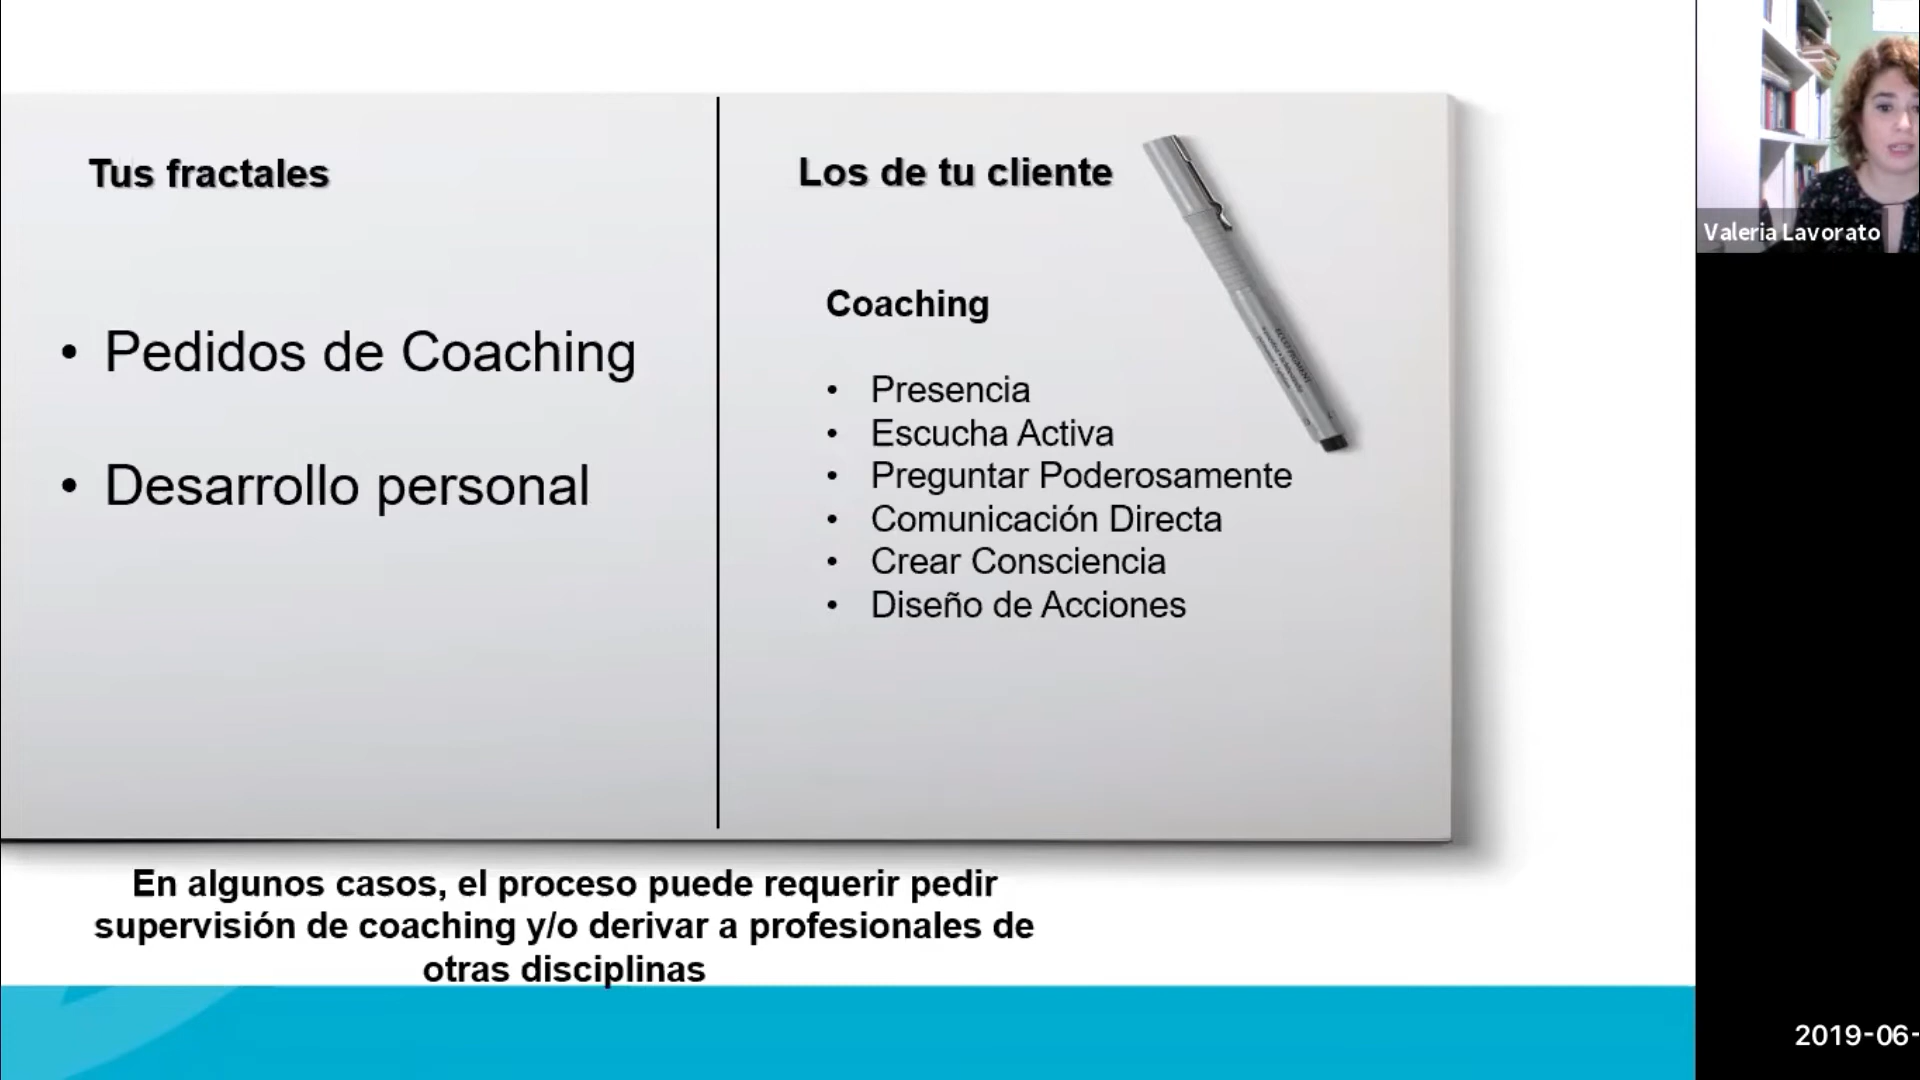 Tus fractales
• Pedidos de Coaching
• Desarrollo personal
Los de tu cliente
Coaching
• Presencia
• Escucha Activa
• Preguntar Poderosamente
• Comunicación Directa
• Crear Consciencia
• Diseño de Acciones
En algunos casos, el proceso puede requerir pedir
supervisión de coaching y/o derivar a profesionales de
otras disciplinas
Valeria Lavorato
2019-06-